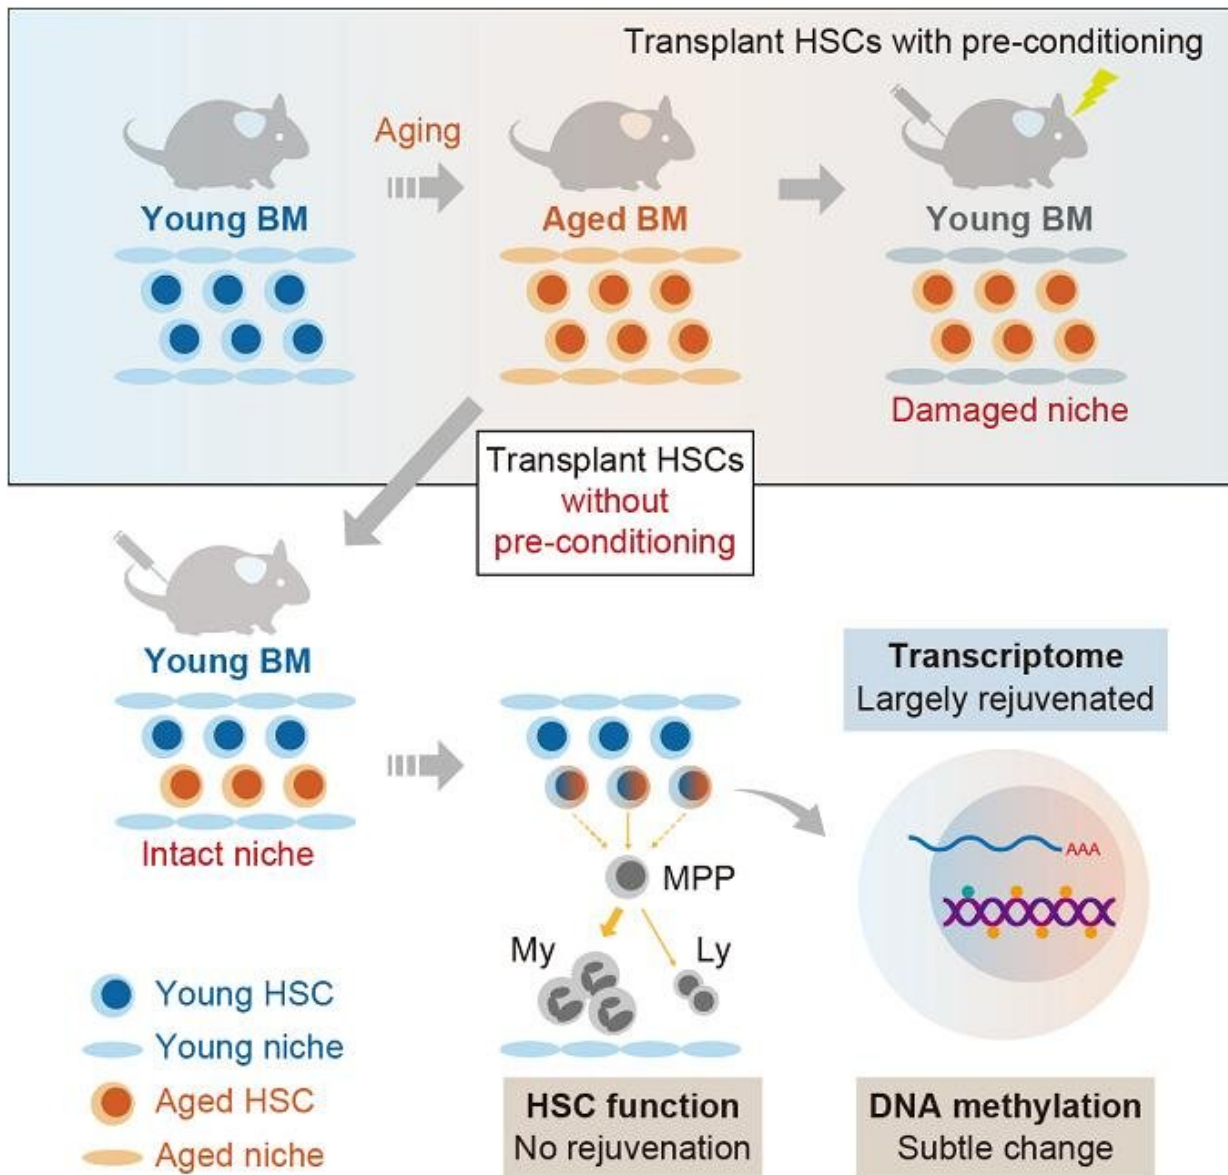 Transplant HSCs with pre-conditioning
Aging
Young BM
Aged BM
Young BM
Damaged niche
Transplant HSCs
without
pre-conditioning
Young BM
Intact niche
Transcriptome
Largely rejuvenated
AAA
MPP
My
Ly
Young HSC
Young niche
Aged HSC
Aged niche
HSC function
No rejuvenation
DNA methylation
Subtle change